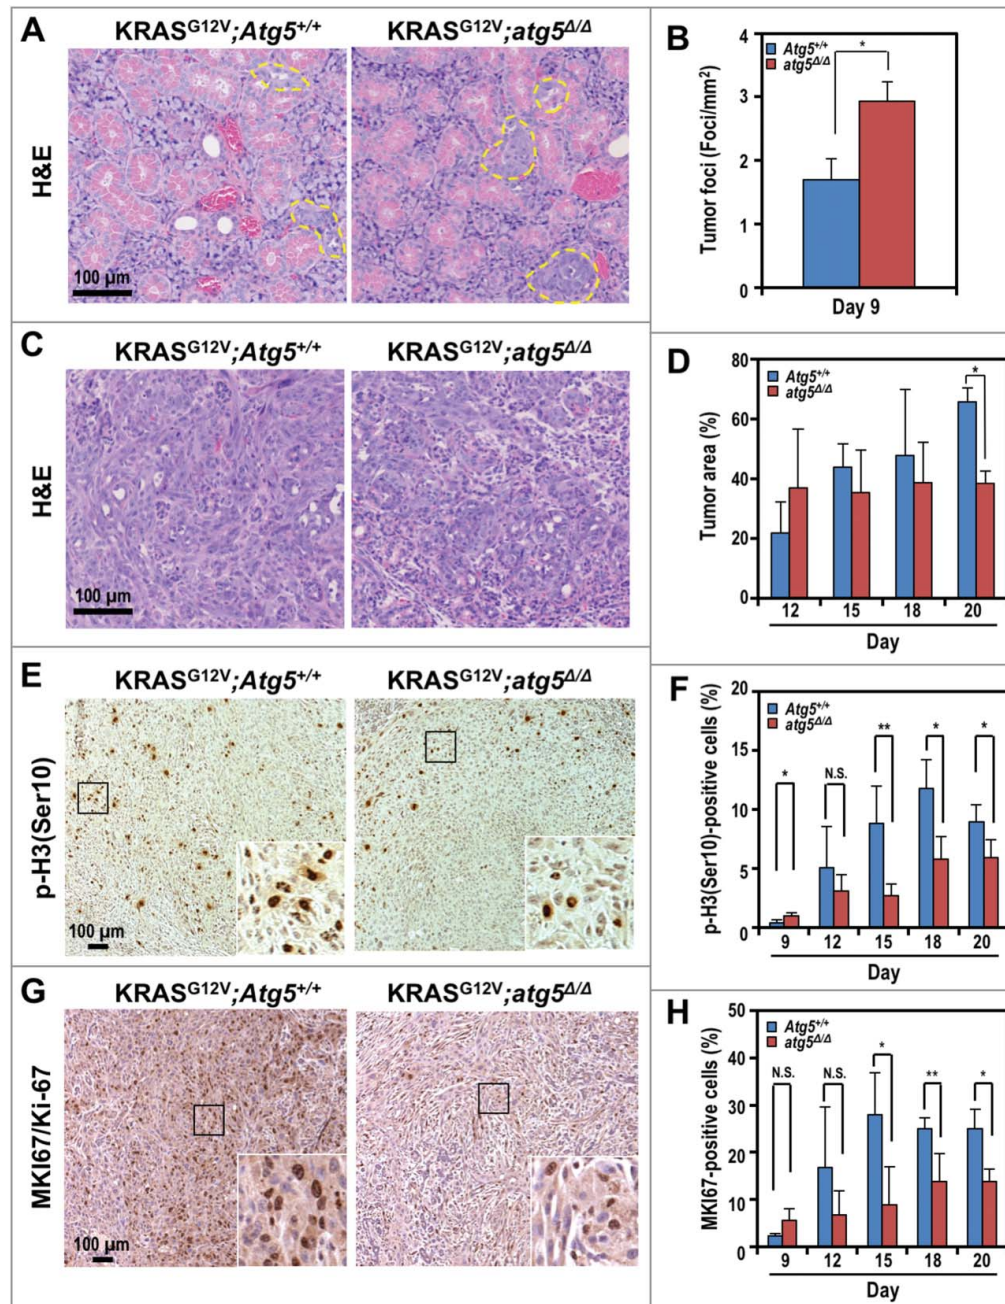 A
KRASG12V;Atg5+/+
KRASG12V;atg5Δ/Δ
H&E
100 µm
B
Atg5+/+
atg5Δ/Δ
*
Tumor foci (Foci/mm²)
4
3
2
1
0
Day 9
C
KRASG12V;Atg5+/+
KRASG12V;atg5Δ/Δ
H&E
100 µm
D
Atg5+/+
atg5Δ/Δ
*
Tumor area (%)
80
60
40
20
0
12 15 18 20
Day
E
KRASG12V;Atg5+/+
KRASG12V;atg5Δ/Δ
p-H3(Ser10)
100 µm
F
Atg5+/+
atg5Δ/Δ
* N.S. ** * *
p-H3(Ser10)-positive cells (%)
20
15
10
5
0
9 12 15 18 20
Day
G
KRASG12V;Atg5+/+
KRASG12V;atg5Δ/Δ
MKI67/Ki-67
100 µm
H
Atg5+/+
atg5Δ/Δ
N.S. N.S. * ** *
MKI67-positive cells (%)
50
40
30
20
10
0
9 12 15 18 20
Day